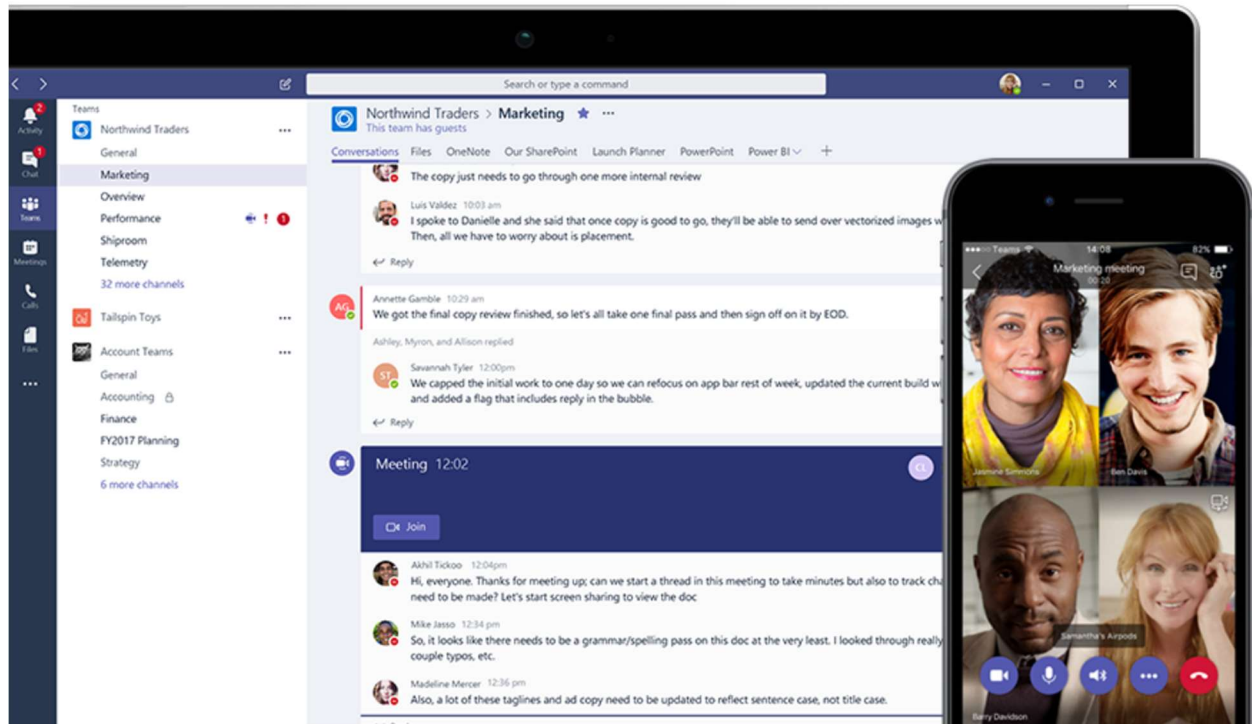 Search or type a command
2
Activity
1
Chat
Teams
Meetings
Calls
Files
Teams
Northwind Traders
General
Marketing
Overview
Performance ! 1
Shiproom
Telemetry
32 more channels
Tailspin Toys
Account Teams
General
Accounting
Finance
FY2017 Planning
Strategy
6 more channels
Northwind Traders > Marketing
This team has guests
Conversations Files OneNote Our SharePoint Launch Planner PowerPoint Power BI
The copy just needs to go through one more internal review
Luis Valdez 10:03 am
I spoke to Danielle and she said that once copy is good to go, they'll be able to send over vectorized images
Then, all we have to worry about is placement.
Reply
AG
Annette Gamble 10:29 am
We got the final copy review finished, so let's all take one final pass and then sign off on it by EOD.
Ashley, Myron, and Allison replied
ST
Savannah Tyler 12:00pm
We capped the initial work to one day so we can refocus on app bar rest of week, updated the current build
and added a flag that includes reply in the bubble.
Reply
Meeting 12:02
CL
Join
Akhil Tickoo 12:04pm
Hi, everyone. Thanks for meeting up; can we start a thread in this meeting to take minutes but also to track
need to be made? Let's start screen sharing to view the doc
Mike Jasso 12:34 pm
So, it looks like there needs to be a grammar/spelling pass on this doc at the very least. I looked through really
couple typos, etc.
Madeline Mercer 12:36 pm
Also, a lot of these taglines and ad copy need to be updated to reflect sentence case, not title case.
Teams 14:08 82%
Marketing meeting
00:20
Jasmine Simmons
Ben Davis
Samantha's Airpods
Barry Davidson